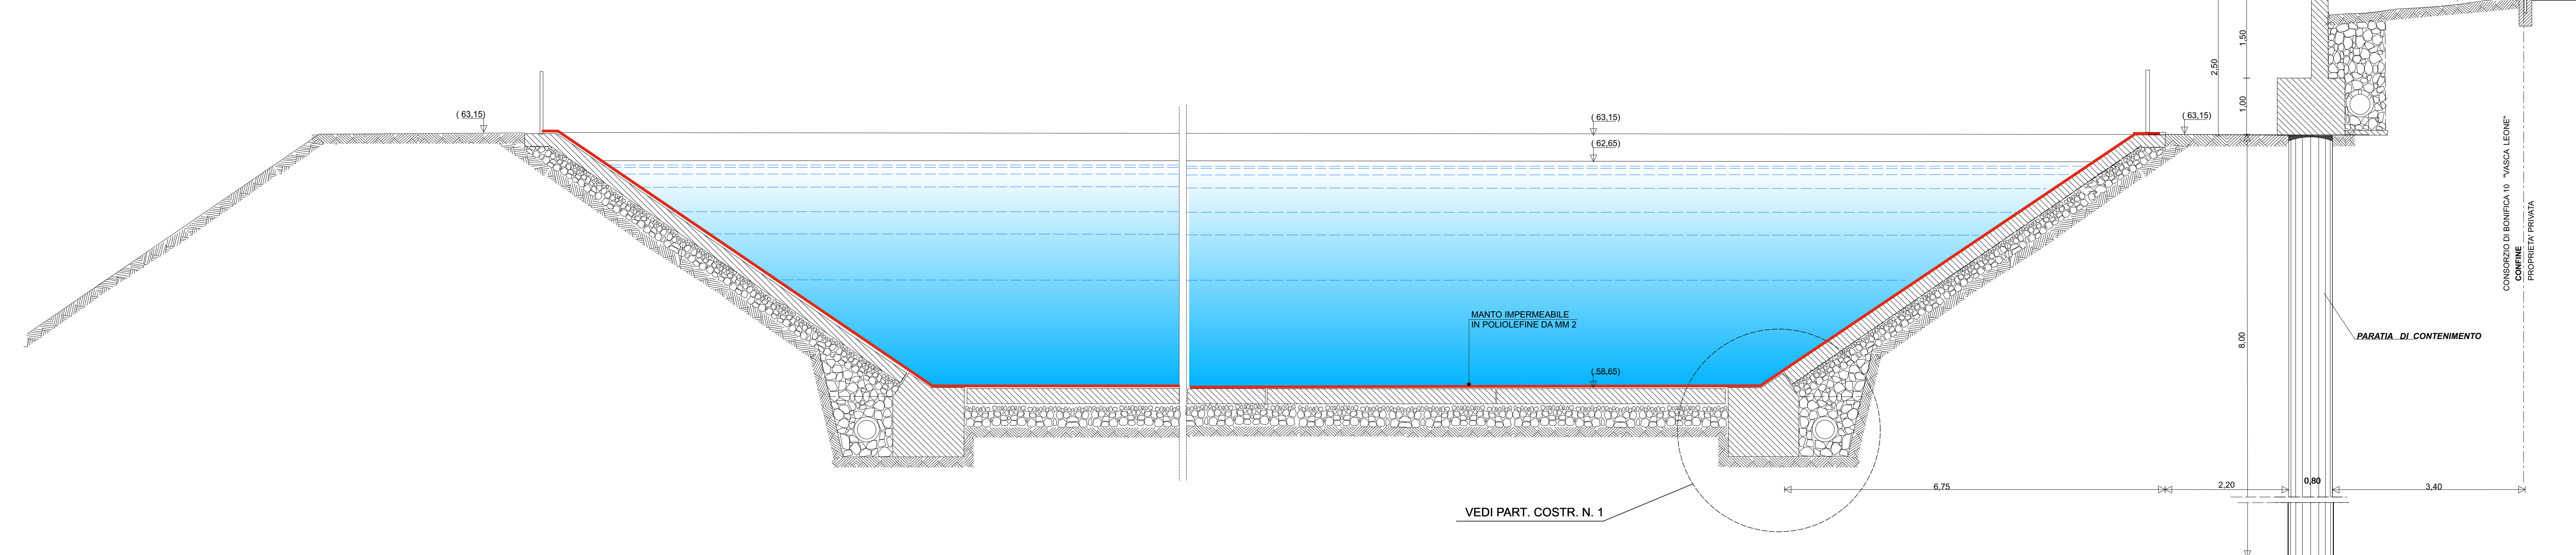 1,50
2,50
1,00
( 63,15)
( 63,15)
( 63,15)
( 62,65)
MANTO IMPERMEABILE
IN POLIOLEFINE DA MM 2
( 58,65)
CONSORZIO DI BONIFICA 10 "VASCA LEONE"
CONFINE
PROPRIETA' PRIVATA
8,00
PARATIA DI CONTENIMENTO
6,75
2,20
0,80
3,40
VEDI PART. COSTR. N. 1